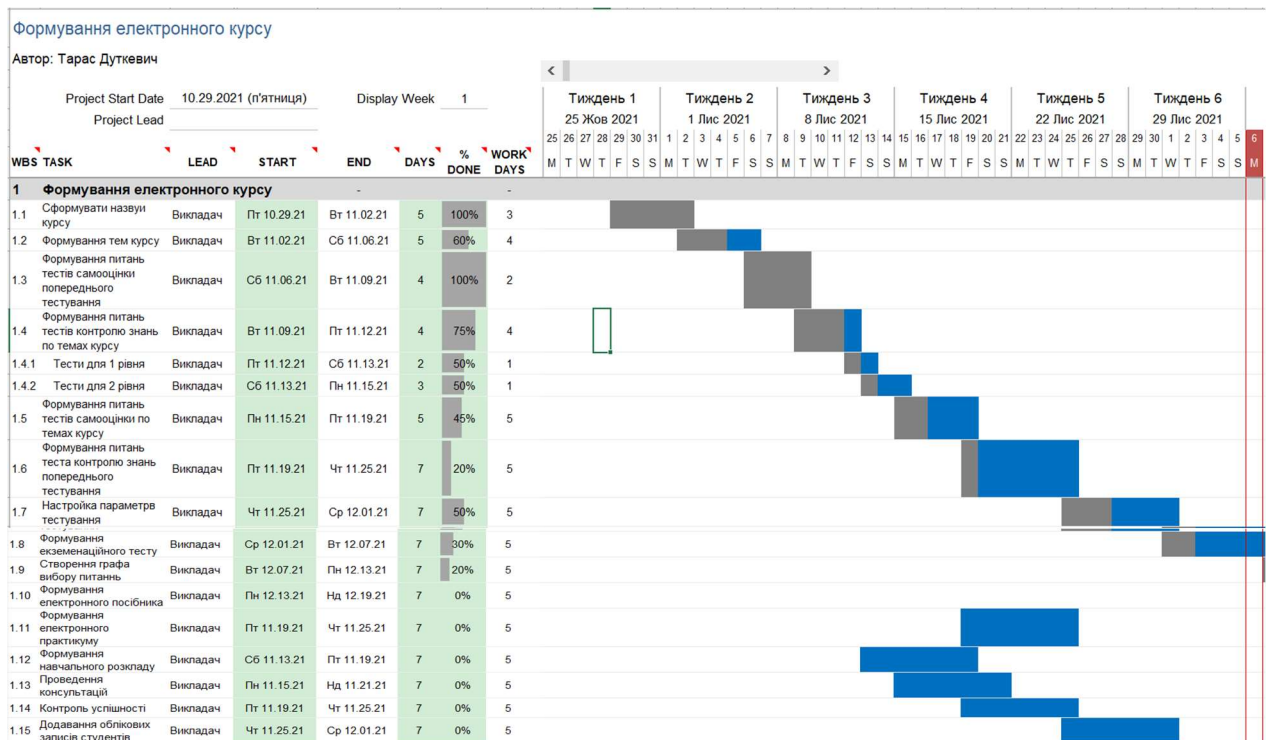 Формування електронного курсу
Автор: Тарас Дуткевич
Project Start Date 10.29.2021 (п'ятниця) Display Week 1
Project Lead
Тиждень 1 Тиждень 2 Тиждень 3 Тиждень 4 Тиждень 5 Тиждень 6
25 Жов 2021 1 Лис 2021 8 Лис 2021 15 Лис 2021 22 Лис 2021 29 Лис 2021
25 26 27 28 29 30 31 1 2 3 4 5 6 7 8 9 10 11 12 13 14 15 16 17 18 19 20 21 22 23 24 25 26 27 28 29 30 1 2 3 4 5 6
WBS TASK LEAD START END DAYS % DONE WORK DAYS M T W T F S S M T W T F S S M T W T F S S M T W T F S S M T W T F S S M T W T F S S M
1 Формування електронного курсу - -
1.1 Сформувати назвуи
курсу Викладач Пт 10.29.21 Вт 11.02.21 5 100% 3
1.2 Формування тем курсу Викладач Вт 11.02.21 Сб 11.06.21 5 60% 4
Формування питань
тестів самооцінки
1.3 попереднього Викладач Сб 11.06.21 Вт 11.09.21 4 100% 2
тестування
Формування питань
1.4 тестів контролю знань Викладач Вт 11.09.21 Пт 11.12.21 4 75% 4
по темах курсу
1.4.1 Тести для 1 рівня Викладач Пт 11.12.21 Сб 11.13.21 2 50% 1
1.4.2 Тести для 2 рівня Викладач Сб 11.13.21 Пн 11.15.21 3 50% 1
Формування питань
1.5 тестів самооцінки по Викладач Пн 11.15.21 Пт 11.19.21 5 45% 5
темах курсу
Формування питань
теста контролю знань
1.6 попереднього Викладач Пт 11.19.21 Чт 11.25.21 7 20% 5
тестування
1.7 Настройка параметрв
тестування Викладач Чт 11.25.21 Ср 12.01.21 7 50% 5
1.8 Формування
екземенаційного тесту Викладач Ср 12.01.21 Вт 12.07.21 7 30% 5
1.9 Створення графа
вибору питаннь Викладач Вт 12.07.21 Пн 12.13.21 7 20% 5
1.10 Формування
електронного посібника Викладач Пн 12.13.21 Нд 12.19.21 7 0% 5
Формування
1.11 електронного Викладач Пт 11.19.21 Чт 11.25.21 7 0% 5
практикуму
1.12 Формування
навчального розкладу Викладач Сб 11.13.21 Пт 11.19.21 7 0% 5
1.13 Проведення
консультацій Викладач Пн 11.15.21 Нд 11.21.21 7 0% 5
1.14 Контроль успішності Викладач Пт 11.19.21 Чт 11.25.21 7 0% 5
1.15 Додавання облікових
записів студентів Викладач Чт 11.25.21 Ср 12.01.21 7 0% 5